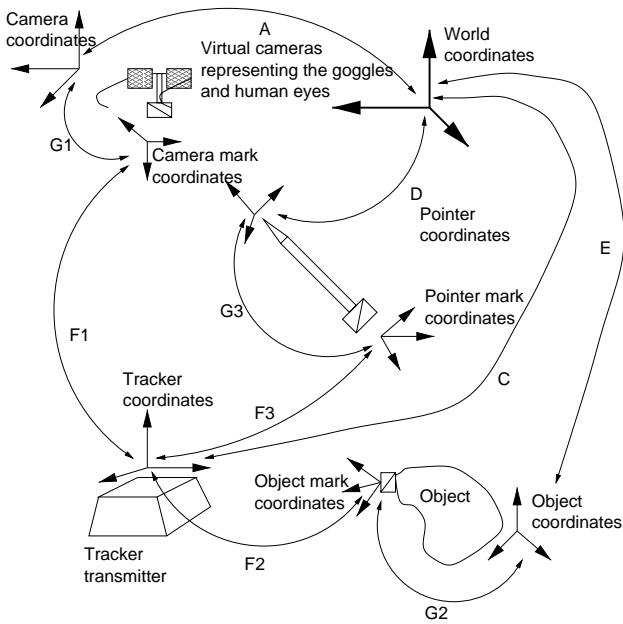 Camera
coordinates
A
Virtual cameras
representing the goggles
and human eyes
World
coordinates
G1
Camera mark
coordinates
D
Pointer
coordinates
E
G3
Pointer mark
coordinates
F1
Tracker
coordinates
F3
C
Object mark
coordinates
Object
Object
coordinates
Tracker
transmitter
F2
G2